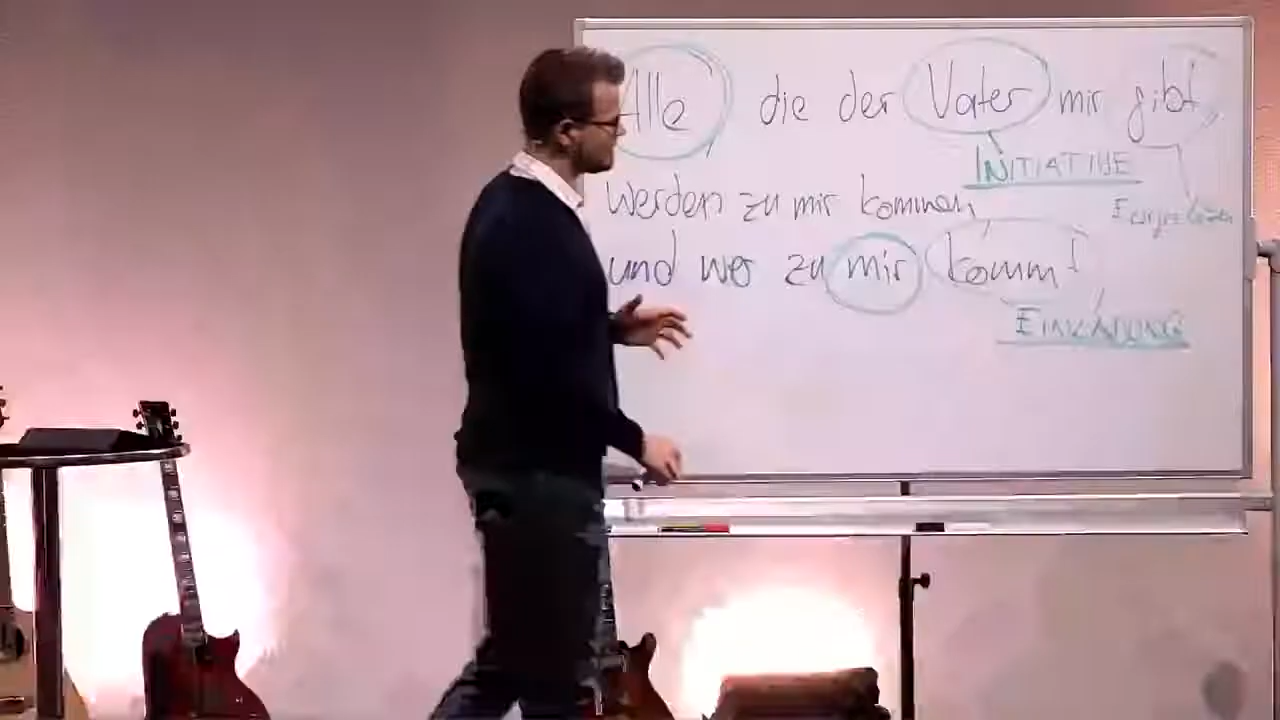 Alle die der Vater mir gibt,
INITIATIVE
werden zu mir kommen,
und wer zu mir kommt
EINLADUNG